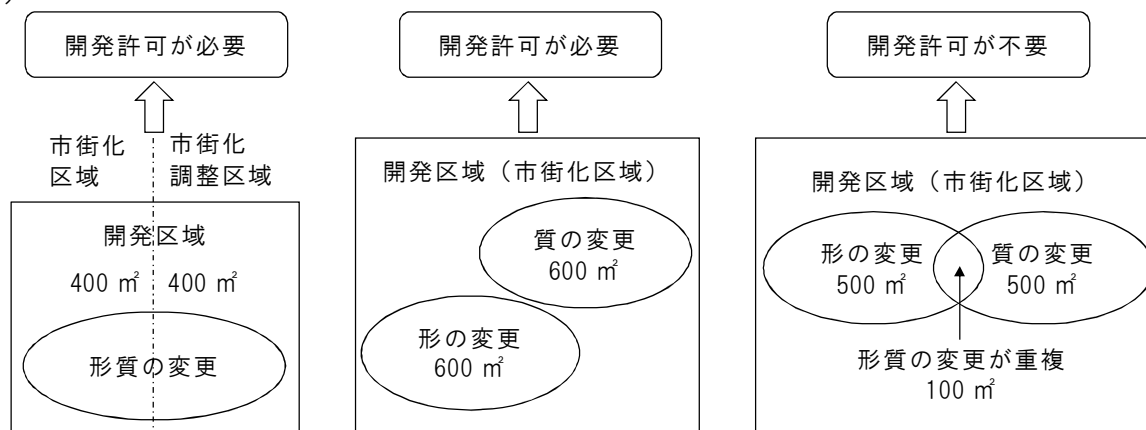 )
開発許可が必要
市街化
区域
市街化
調整区域
開発区域
400 ㎡
400 ㎡
形質の変更
開発許可が必要
開発区域（市街化区域）
質の変更
600 ㎡
形の変更
600 ㎡
開発許可が不要
開発区域（市街化区域）
形の変更
500 ㎡
質の変更
500 ㎡
形質の変更が重複
100 ㎡